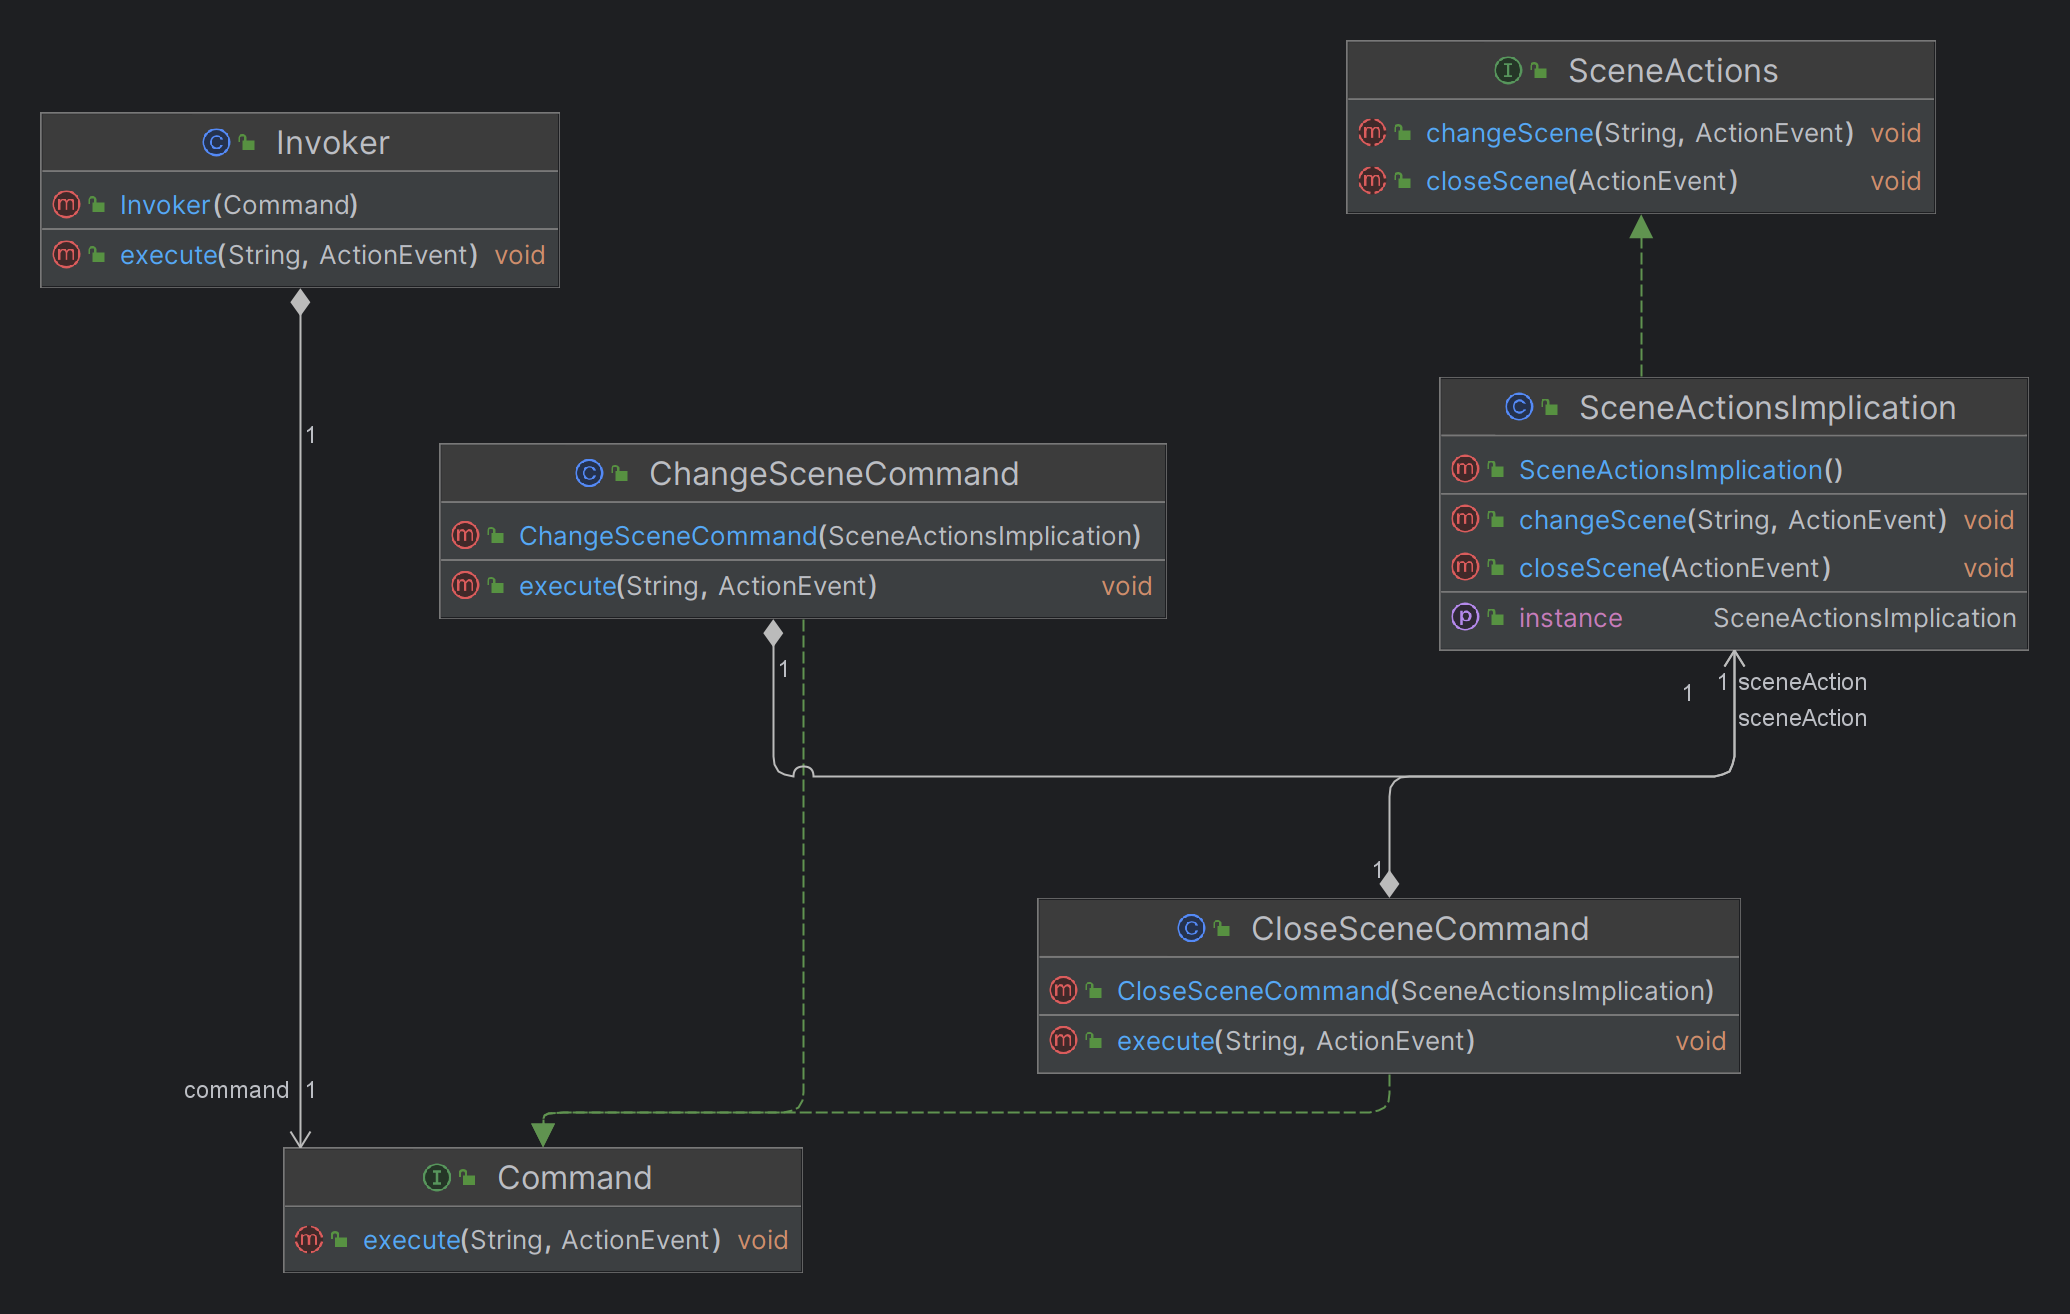 SceneActions
changeScene(String, ActionEvent) void
closeScene(ActionEvent) void
Invoker
Invoker(Command)
execute(String, ActionEvent) void
1
SceneActionsImplication
SceneActionsImplication()
changeScene(String, ActionEvent) void
closeScene(ActionEvent) void
instance SceneActionsImplication
ChangeSceneCommand
ChangeSceneCommand(SceneActionsImplication)
execute(String, ActionEvent) void
1
1 1 sceneAction
sceneAction
1
CloseSceneCommand
CloseSceneCommand(SceneActionsImplication)
execute(String, ActionEvent) void
command 1
Command
execute(String, ActionEvent) void